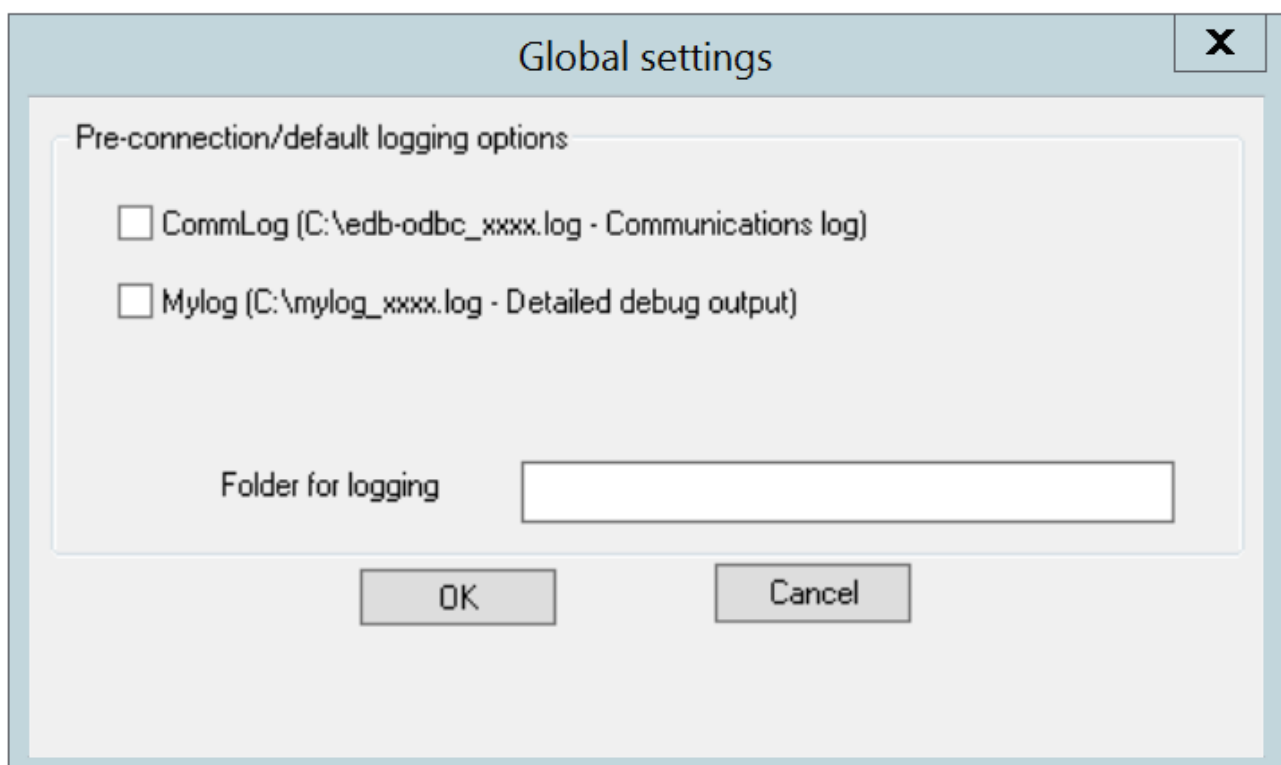 Global settings
X
Pre-connection/default logging options
CommLog (C:\edb-odbc_xxxx.log - Communications log)
Mylog (C:\mylog_xxxx.log - Detailed debug output)
Folder for logging
OK
Cancel